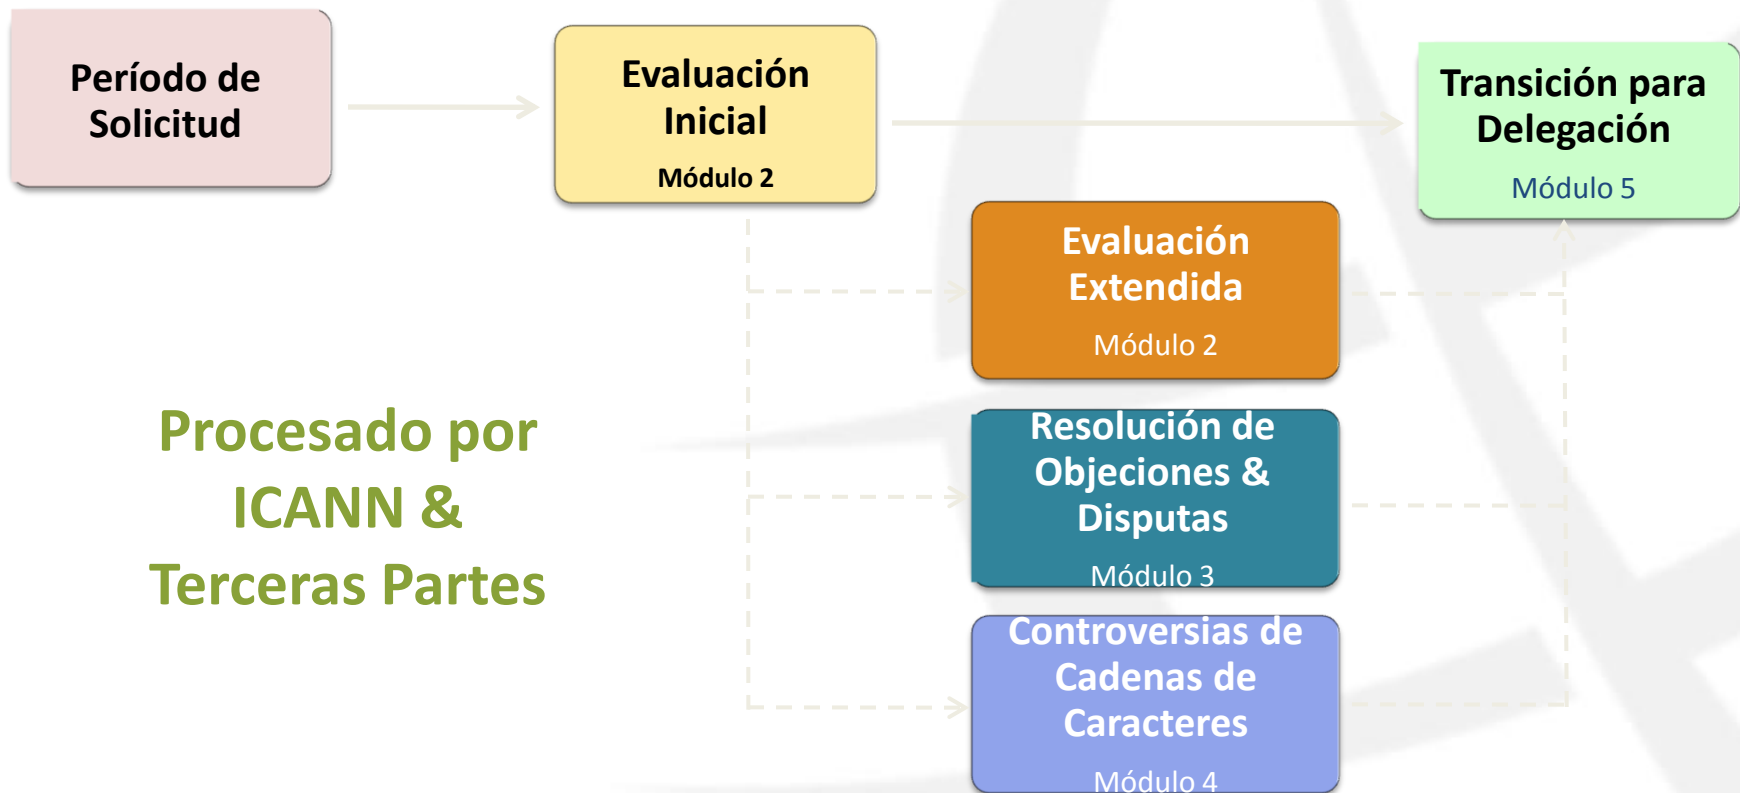 Período de
Solicitud
Evaluación
Inicial
Módulo 2
Transición para
Delegación
Módulo 5
Evaluación
Extendida
Módulo 2
Procesado por
ICANN &
Terceras Partes
Resolución de
Objeciones &
Disputas
Módulo 3
Controversias de
Cadenas de
Caracteres
Módulo 4